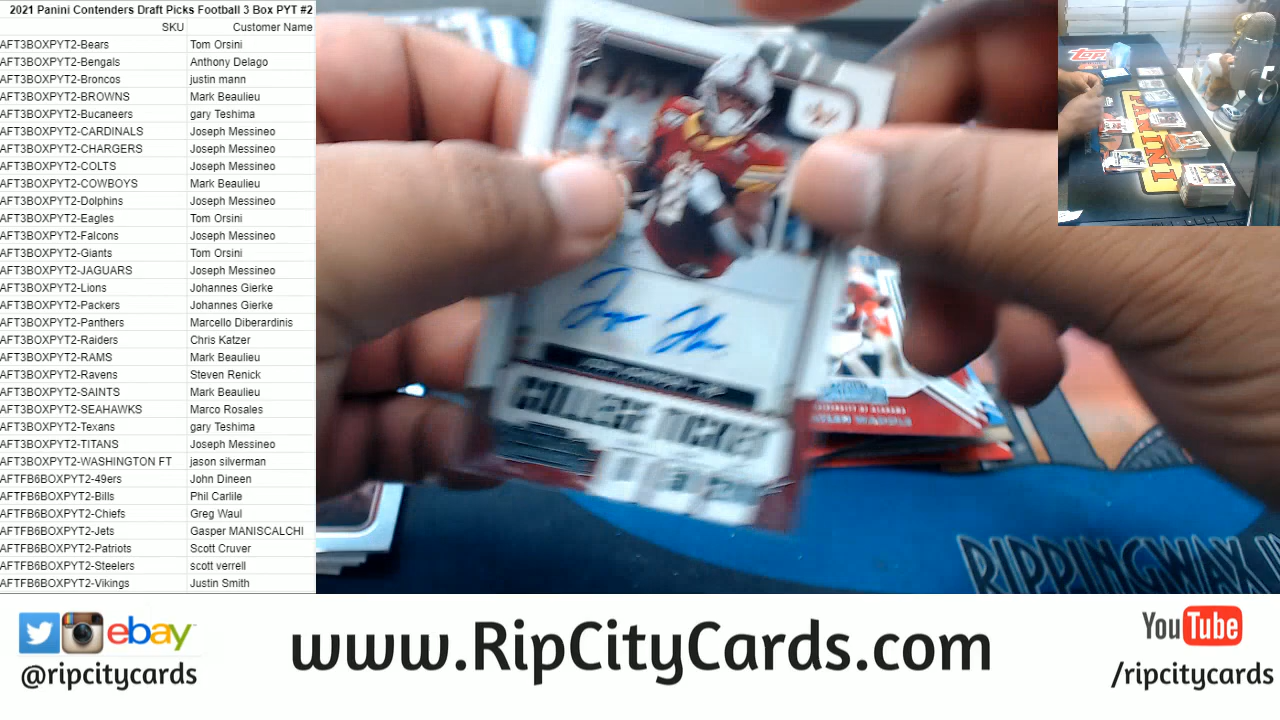 2021 Panini Contenders Draft Picks Football 3 Box PYT #2
SKU Customer Name
AFT3BOXPYT2-Bears Tom Orsini
AFT3BOXPYT2-Bengals Anthony Delago
AFT3BOXPYT2-Broncos justin mann
AFT3BOXPYT2-BROWNS Mark Beaulieu
AFT3BOXPYT2-Bucaneers gary Teshima
AFT3BOXPYT2-CARDINALS Joseph Messineo
AFT3BOXPYT2-CHARGERS Joseph Messineo
AFT3BOXPYT2-COLTS Joseph Messineo
AFT3BOXPYT2-COWBOYS Mark Beaulieu
AFT3BOXPYT2-Dolphins Joseph Messineo
AFT3BOXPYT2-Eagles Tom Orsini
AFT3BOXPYT2-Falcons Joseph Messineo
AFT3BOXPYT2-Giants Tom Orsini
AFT3BOXPYT2-JAGUARS Joseph Messineo
AFT3BOXPYT2-Lions Johannes Gierke
AFT3BOXPYT2-Packers Johannes Gierke
AFT3BOXPYT2-Panthers Marcello Diberardinis
AFT3BOXPYT2-Raiders Chris Katzer
AFT3BOXPYT2-RAMS Mark Beaulieu
AFT3BOXPYT2-Ravens Steven Renick
AFT3BOXPYT2-SAINTS Mark Beaulieu
AFT3BOXPYT2-SEAHAWKS Marco Rosales
AFT3BOXPYT2-Texans gary Teshima
AFT3BOXPYT2-TITANS Joseph Messineo
AFT3BOXPYT2-WASHINGTON FT jason silverman
AFTFB6BOXPYT2-49ers John Dineen
AFTFB6BOXPYT2-Bills Phil Carlile
AFTFB6BOXPYT2-Chiefs Greg Waul
AFTFB6BOXPYT2-Jets Gasper MANISCALCHI
AFTFB6BOXPYT2-Patriots Scott Cruver
AFTFB6BOXPYT2-Steelers scott verrell
AFTFB6BOXPYT2-Vikings Justin Smith
COLLEGE TICKET
UNIVERSITY OF ALABAMA
JAYLEN WADDLE
RIPPINGWAX
PANINI
ebay
@ripcitycards
www.RipCityCards.com
YouTube
/ripcitycards